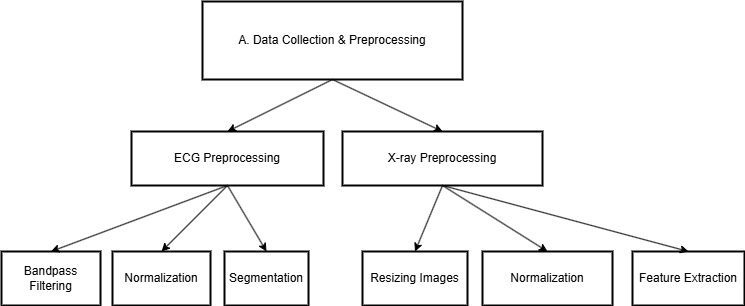 A. Data Collection & Preprocessing
ECG Preprocessing
X-ray Preprocessing
Bandpass
Filtering
Normalization
Segmentation
Resizing Images
Normalization
Feature Extraction